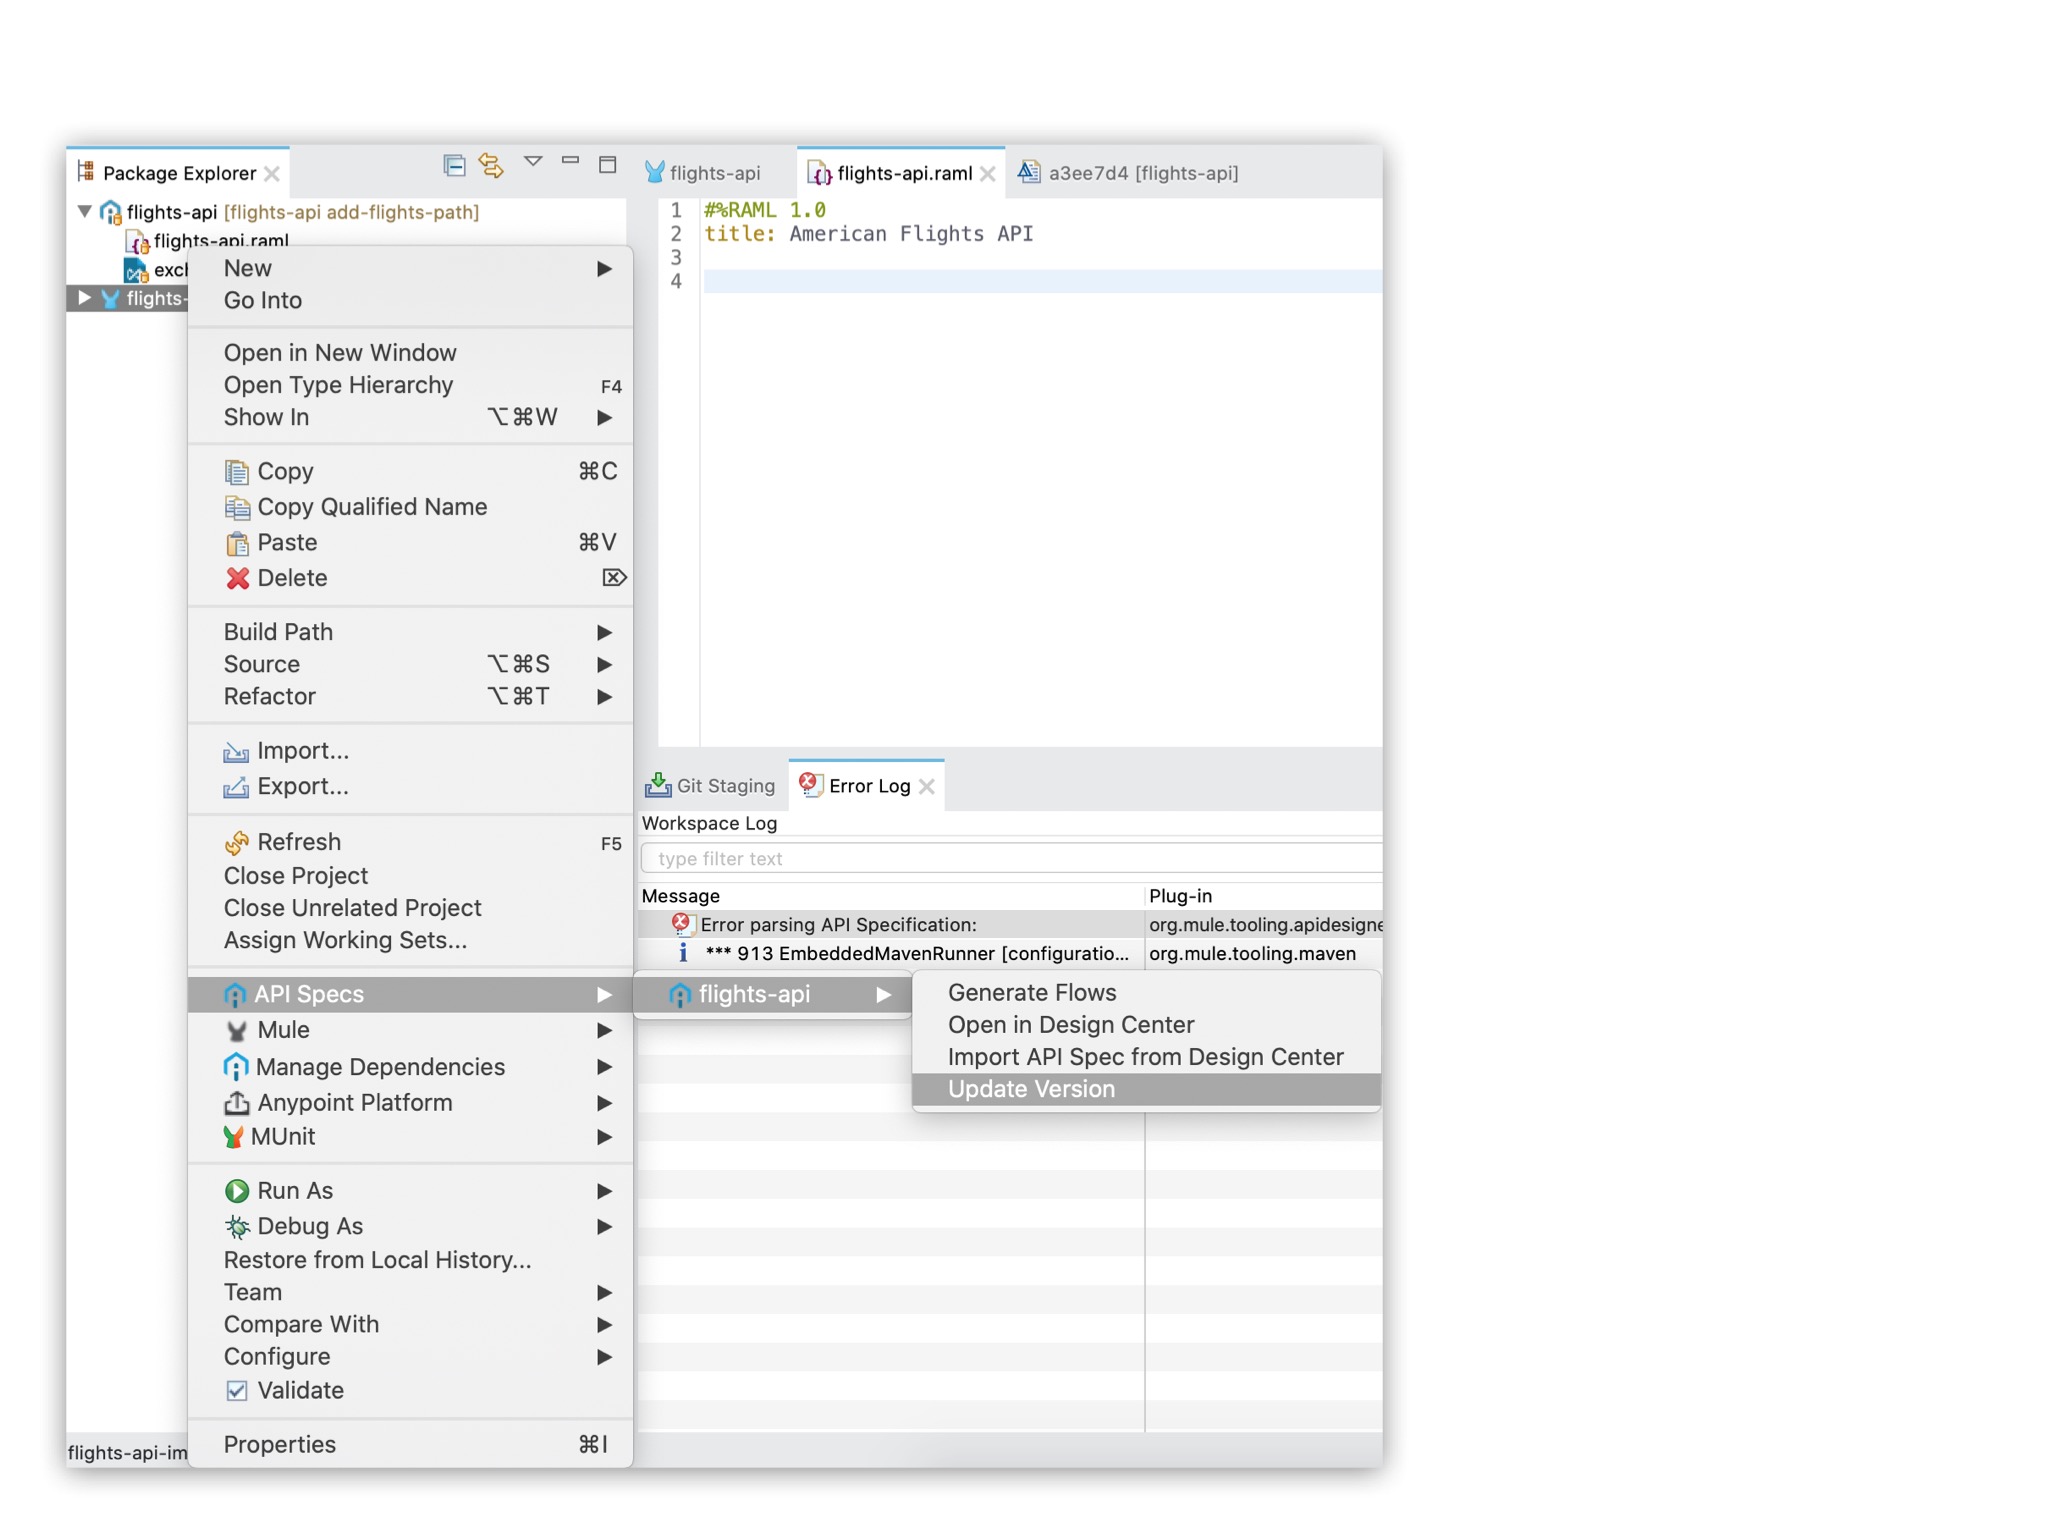 Package Explorer
flights-api
flights-api.raml
a3ee7d4 [flights-api]
flights-api [flights-api add-flights-path]
flights-api.raml
exch
flights-
1 #%RAML 1.0
2 title: American Flights API
3
4
New
Go Into
Open in New Window
Open Type Hierarchy F4
Show In ⌥⌘W
Copy ⌘C
Copy Qualified Name
Paste ⌘V
Delete ⌦
Build Path
Source ⌥⌘S
Refactor ⌥⌘T
Import...
Export...
Refresh F5
Close Project
Close Unrelated Project
Assign Working Sets...
API Specs
Mule
Manage Dependencies
Anypoint Platform
MUnit
Run As
Debug As
Restore from Local History...
Team
Compare With
Configure
Validate
Properties ⌘I
flights-api
Generate Flows
Open in Design Center
Import API Spec from Design Center
Update Version
Git Staging
Error Log
Workspace Log
type filter text
Message Plug-in
Error parsing API Specification: org.mule.tooling.apidesigne
*** 913 EmbeddedMavenRunner [configuratio... org.mule.tooling.maven
flights-api-im